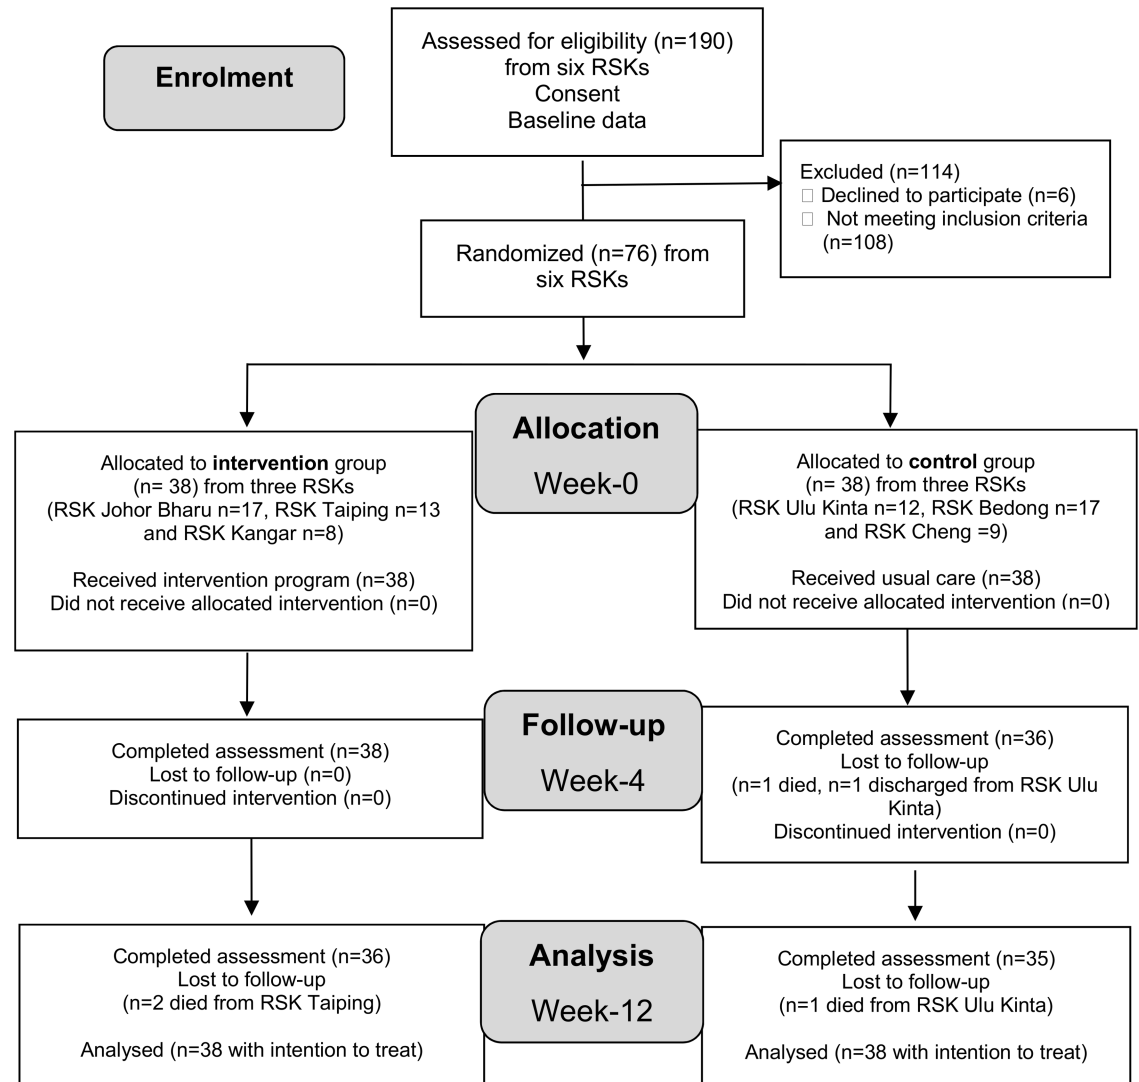 Enrolment
Assessed for eligibility (n=190)
from six RSKs
Consent
Baseline data
Excluded (n=114)
Declined to participate (n=6)
Not meeting inclusion criteria
(n=108)
Randomized (n=76) from
six RSKs
Allocation
Week-0
Allocated to intervention group
(n= 38) from three RSKs
(RSK Johor Bharu n=17, RSK Taiping n=13
and RSK Kangar n=8)
Received intervention program (n=38)
Did not receive allocated intervention (n=0)
Allocated to control group
(n= 38) from three RSKs
(RSK Ulu Kinta n=12, RSK Bedong n=17
and RSK Cheng =9)
Received usual care (n=38)
Did not receive allocated intervention (n=0)
Follow-up
Week-4
Completed assessment (n=38)
Lost to follow-up (n=0)
Discontinued intervention (n=0)
Completed assessment (n=36)
Lost to follow-up
(n=1 died, n=1 discharged from RSK Ulu
Kinta)
Discontinued intervention (n=0)
Analysis
Week-12
Completed assessment (n=36)
Lost to follow-up
(n=2 died from RSK Taiping)
Analysed (n=38 with intention to treat)
Completed assessment (n=35)
Lost to follow-up
(n=1 died from RSK Ulu Kinta)
Analysed (n=38 with intention to treat)